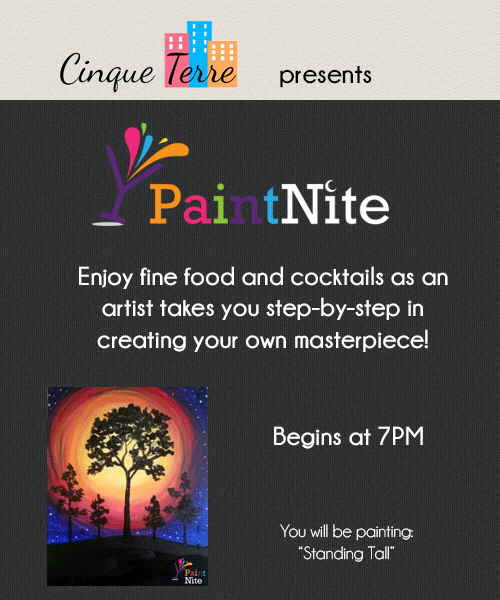 Cinque Terre presents
PaintNite
Enjoy fine food and cocktails as an
artist takes you step-by-step in
creating your own masterpiece!
Begins at 7PM
You will be painting:
“Standing Tall”
Paint
Nite